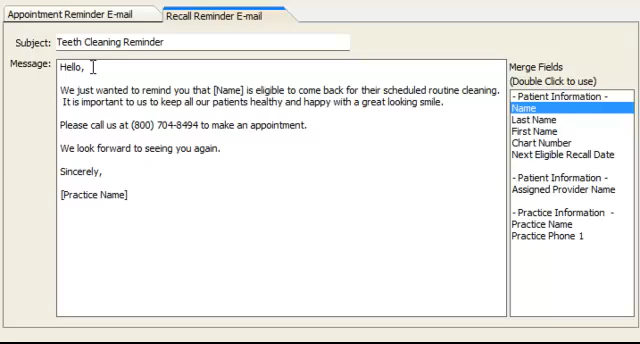 Appointment Reminder E-mail
Recall Reminder E-mail
Subject: Teeth Cleaning Reminder
Message: Hello,
We just wanted to remind you that [Name] is eligible to come back for their scheduled routine cleaning.
It is important to us to keep all our patients healthy and happy with a great looking smile.
Please call us at (800) 704-8494 to make an appointment.
We look forward to seeing you again.
Sincerely,
[Practice Name]
Merge Fields
(Double Click to use)
- Patient Information -
Name
Last Name
First Name
Chart Number
Next Eligible Recall Date
- Patient Information -
Assigned Provider Name
- Practice Information -
Practice Name
Practice Phone 1